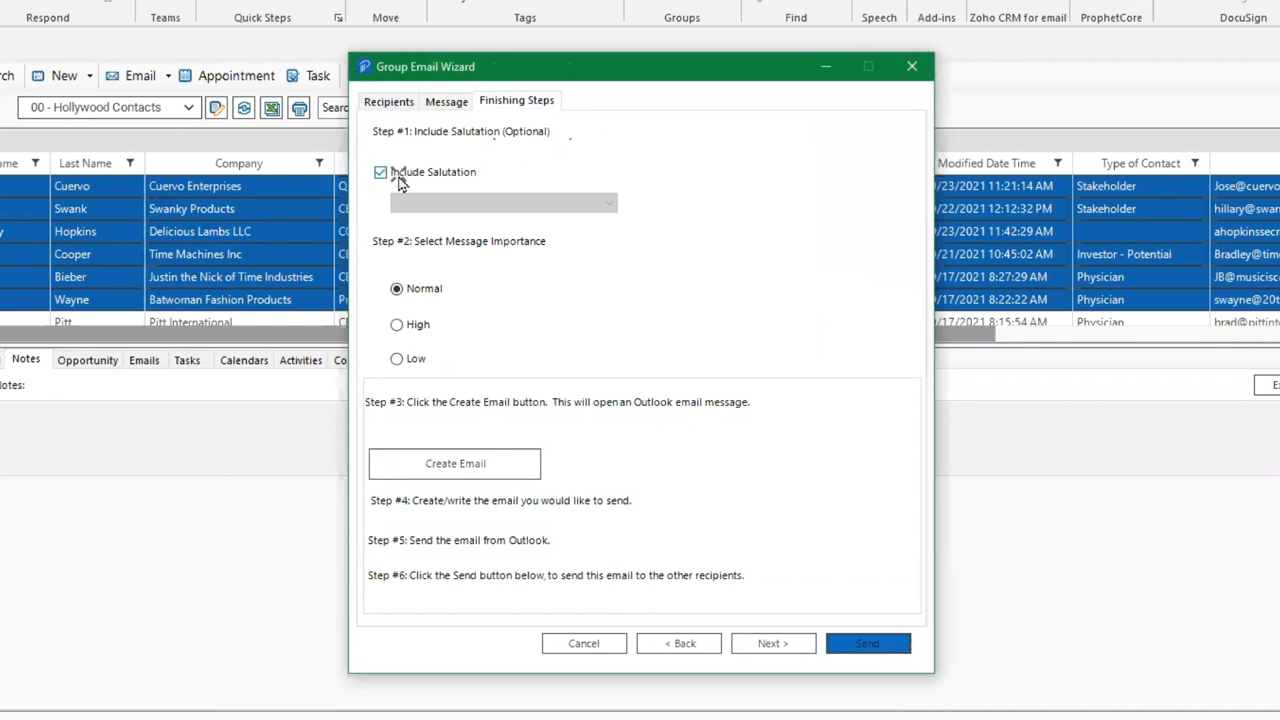 Respond Teams Quick Steps Move Tags Groups Find Speech Add-ins Zoho CRM for email ProphetCore DocuSign
Group Email Wizard
New Email Appointment Task
00 - Hollywood Contacts
Recipients Message Finishing Steps
Step #1: Include Salutation (Optional)
Last Name Company Modified Date Time Type of Contact
Include Salutation
Cuervo Cuervo Enterprises /23/2021 11:21:14 AM Stakeholder Jose@cuervo
Swank Swanky Products /22/2021 12:12:32 PM Stakeholder hillary@swan
Hopkins Delicious Lambs LLC /23/2021 11:42:29 AM ahopkinssecr
Cooper Time Machines Inc /21/2021 10:45:02 AM Investor - Potential Bradley@time
Bieber Justin the Nick of Time Industries /17/2021 8:27:29 AM Physician JB@musicisc
Wayne Batwoman Fashion Products /17/2021 8:22:22 AM Physician swayne@20t
Pitt Pitt International /17/2021 8:15:54 AM brad@pittinte
Step #2: Select Message Importance
Normal
High
Low
Notes Opportunity Emails Tasks Calendars Activities Co
Notes:
Step #3: Click the Create Email button. This will open an Outlook email message.
Create Email
Step #4: Create/write the email you would like to send.
Step #5: Send the email from Outlook.
Step #6: Click the Send button below, to send this email to the other recipients.
Cancel < Back Next > Send